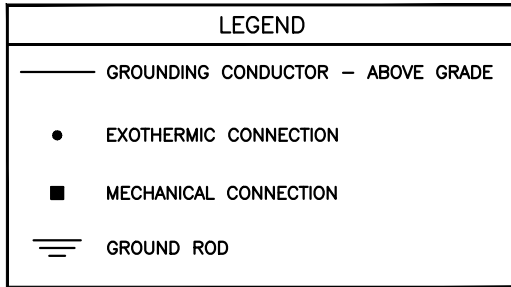 LEGEND
GROUNDING CONDUCTOR – ABOVE GRADE
EXOTHERMIC CONNECTION
MECHANICAL CONNECTION
GROUND ROD